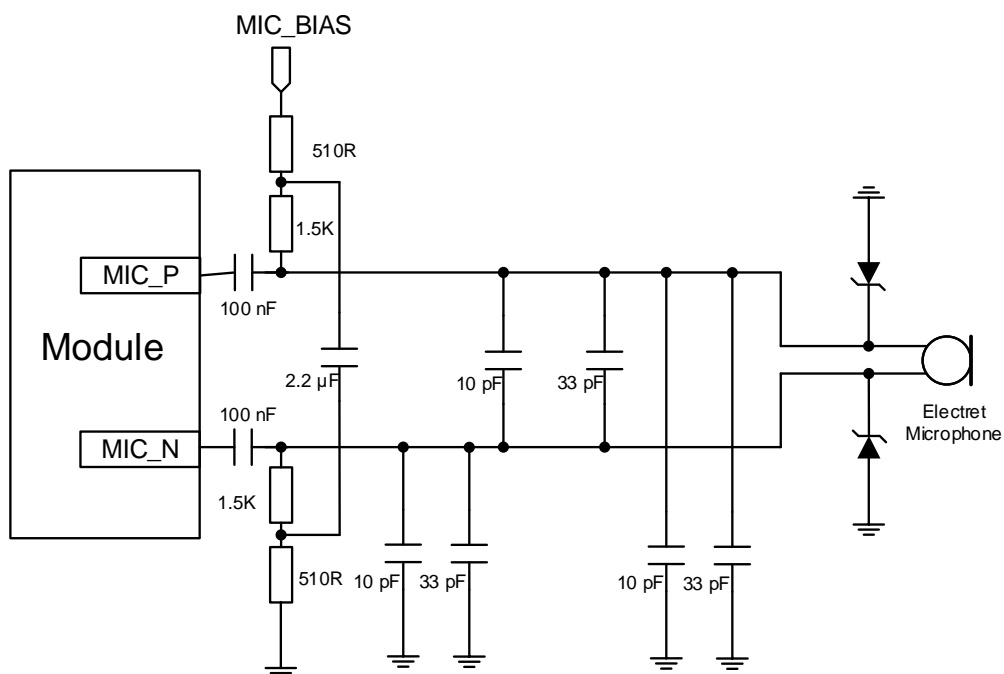 MIC_BIAS
510R
1.5K
MIC_P
100 nF
Module
2.2 µF
10 pF
33 pF
100 nF
MIC_N
Electret
Microphone
1.5K
510R
10 pF
33 pF
10 pF
33 pF